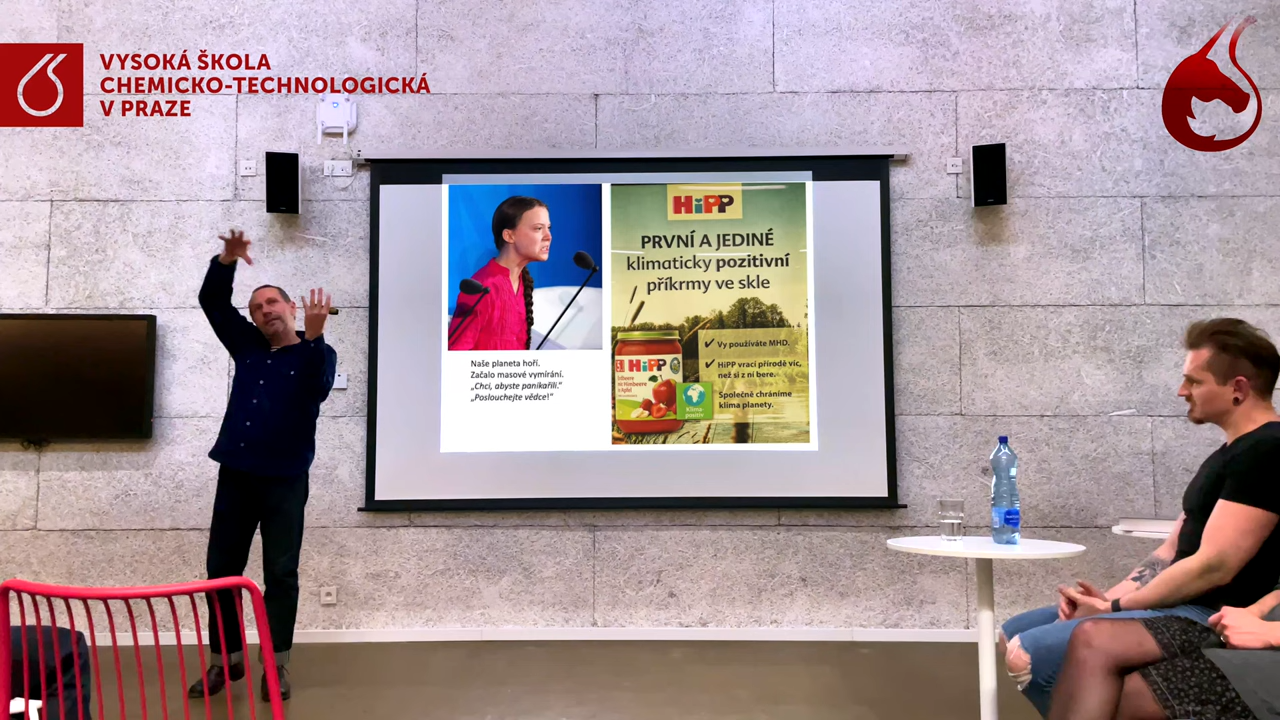 VYSOKÁ ŠKOLA
CHEMICKO-TECHNOLOGICKÁ
V PRAZE
HiPP
PRVNÍ A JEDINÉ
klimaticky pozitivní
příkrmy ve skle
Vy používáte MHD.
HiPP vrací přírodě víc,
než si z ní bere.
Společně chráníme
klima planety.
HiPP
Klima-
positiv
Naše planeta hoří.
Začalo masové vymírání.
„Chci, abyste panikařili.“
„Poslouchejte vědce!“